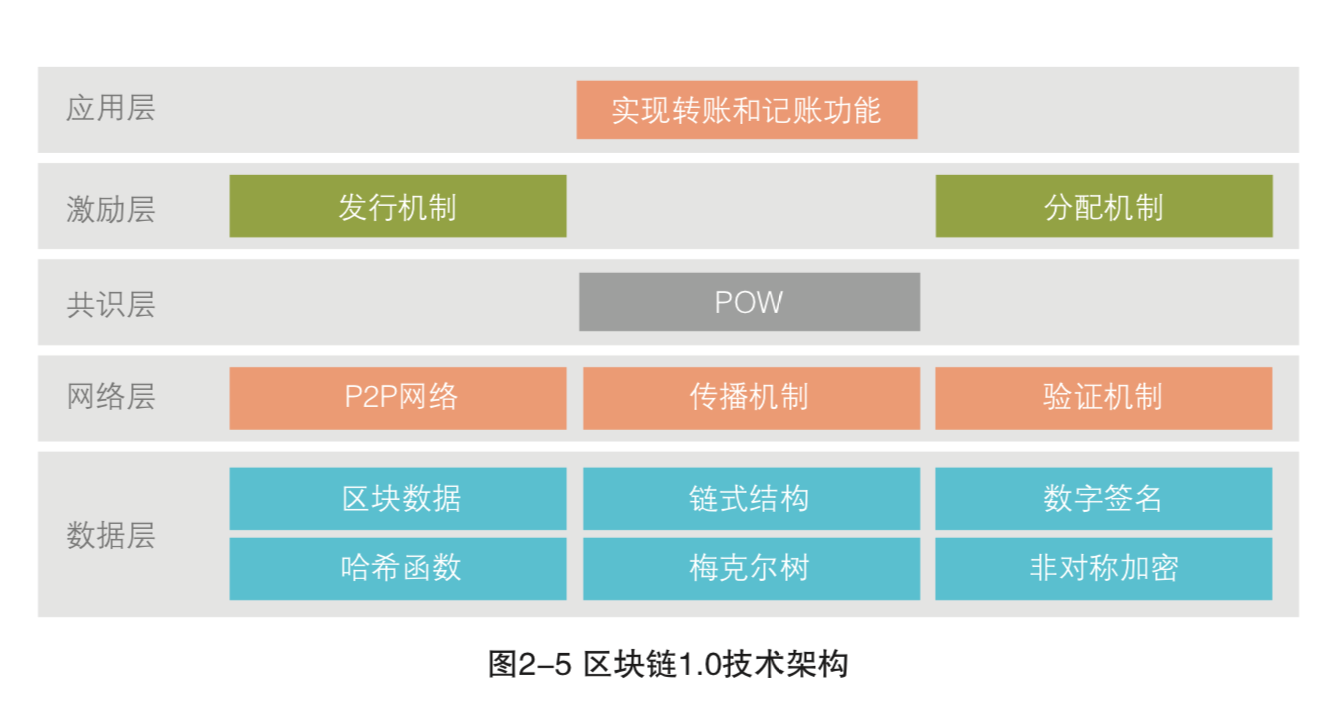 应用层
实现转账和记账功能
激励层
发行机制
分配机制
共识层
POW
网络层
P2P网络
传播机制
验证机制
数据层
区块数据
链式结构
数字签名
哈希函数
梅克尔树
非对称加密
图2–5 区块链1.0技术架构